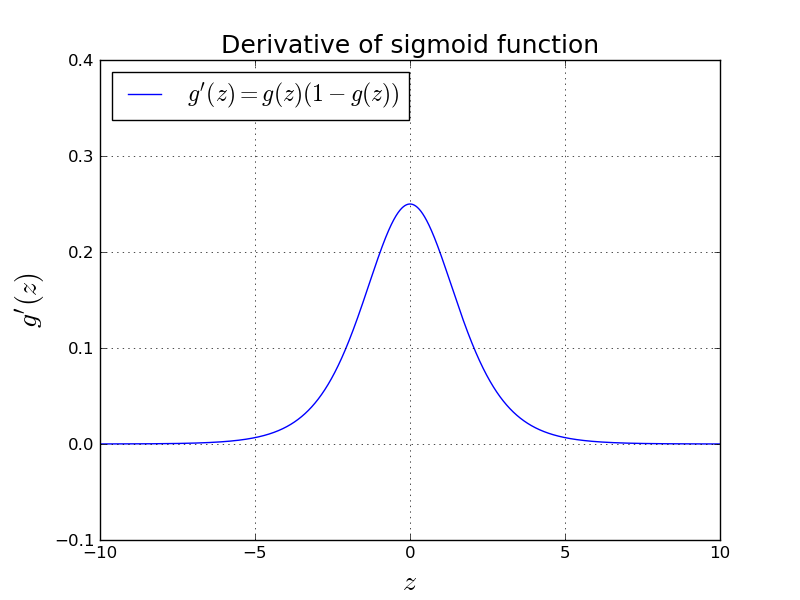 Derivative of sigmoid function
g′(z) = g(z)(1 − g(z))
0.4
0.3
0.2
0.1
0.0
−0.1
g′(z)
−10 −5 0 5 10
z